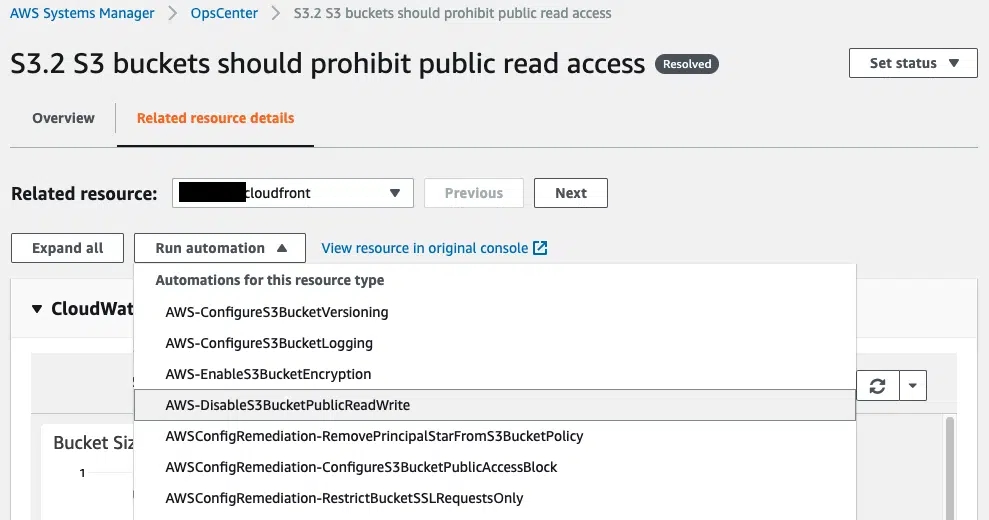 AWS Systems Manager > OpsCenter > S3.2 S3 buckets should prohibit public read access
S3.2 S3 buckets should prohibit public read access Resolved Set status
Overview Related resource details
Related resource: cloudfront Previous Next
Expand all Run automation View resource in original console
Automations for this resource type
AWS-ConfigureS3BucketVersioning
CloudWat
AWS-ConfigureS3BucketLogging
AWS-EnableS3BucketEncryption
AWS-DisableS3BucketPublicReadWrite
AWSConfigRemediation-RemovePrincipalStarFromS3BucketPolicy
Bucket Siz
AWSConfigRemediation-ConfigureS3BucketPublicAccessBlock
1
AWSConfigRemediation-RestrictBucketSSLRequestsOnly